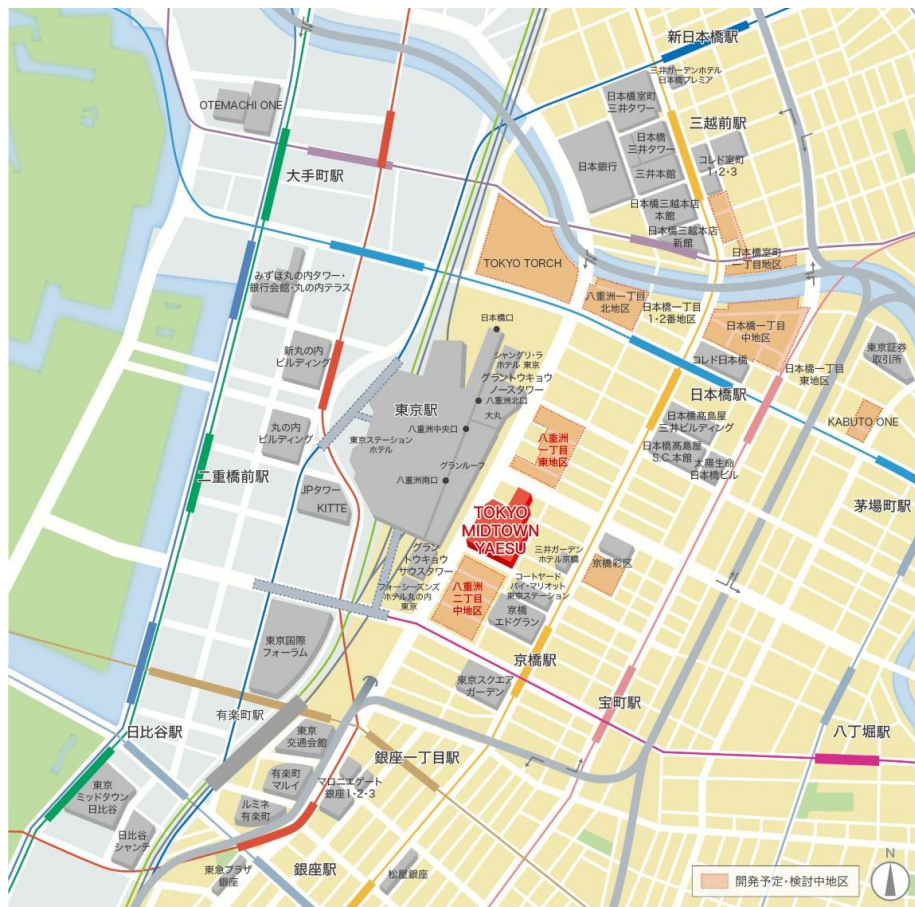 新日本橋駅
三井ガーデンホテル
日本橋プレミア
OTEMACHI ONE
日本橋室町
三井タワー
三越前駅
日本橋
三井タワー
コレド室町
1・2・3
日本銀行
三井本館
大手町駅
日本橋三越本店
本館
日本橋三越本店
新館
日本橋室町
一丁目地区
TOKYO TORCH
みずほ丸の内タワー・
銀行会館・丸の内テラス
八重洲一丁目
北地区
日本橋一丁目
1・2番地区
日本橋一丁目
中地区
日本橋口
東京証券
取引所
新丸の内
ビルディング
シャングリ・ラ
ホテル 東京
コレド日本橋
グラントウキョウ
ノースタワー
日本橋一丁目
東地区
日本橋駅
東京駅
八重洲北口
大丸
丸の内
ビルディング
八重洲中央口
東京ステーション
ホテル
日本橋髙島屋
三井ビルディング
KABUTO ONE
八重洲
一丁目
東地区
日本橋髙島屋
S.C.本館
太陽生命
日本橋ビル
グランルーフ
八重洲南口
二重橋前駅
JPタワー
KITTE
茅場町駅
TOKYO
MIDTOWN
YAESU
グラン
トウキョウ
サウスタワー
三井ガーデン
ホテル京橋
京橋彩区
フォーシーズンズ
ホテル丸の内
東京
八重洲
二丁目
中地区
コートヤード
バイ・マリオット
東京ステーション
京橋
エドグラン
東京国際
フォーラム
京橋駅
東京スクエア
ガーデン
宝町駅
有楽町駅
日比谷駅
東京
交通会館
八丁堀駅
銀座一丁目駅
東京
ミッドタウン
日比谷
有楽町
マルイ
マロニエゲート
銀座1・2・3
ルミネ
有楽町
日比谷
シャンテ
東急プラザ
銀座
銀座駅
松屋銀座
開発予定・検討中地区
N